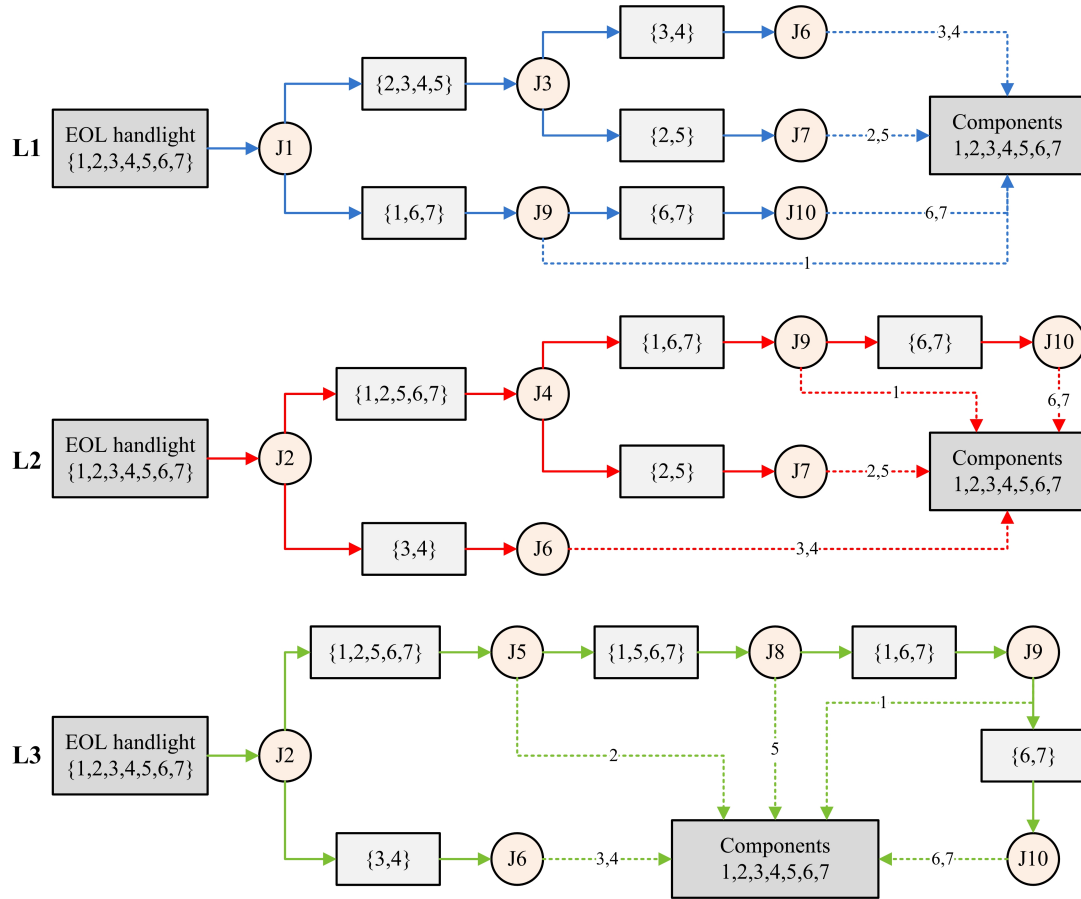 {3,4}
J6
3,4
{2,3,4,5}
J3
L1
EOL handlight
{1,2,3,4,5,6,7}
J1
{2,5}
J7
2,5
Components
1,2,3,4,5,6,7
{1,6,7}
J9
{6,7}
J10
6,7
1
{1,6,7}
J9
{6,7}
J10
{1,2,5,6,7}
J4
1
6,7
L2
EOL handlight
{1,2,3,4,5,6,7}
J2
{2,5}
J7
2,5
Components
1,2,3,4,5,6,7
{3,4}
J6
3,4
{1,2,5,6,7}
J5
{1,5,6,7}
J8
{1,6,7}
J9
1
L3
EOL handlight
{1,2,3,4,5,6,7}
J2
2
5
{6,7}
{3,4}
J6
3,4
Components
1,2,3,4,5,6,7
6,7
J10